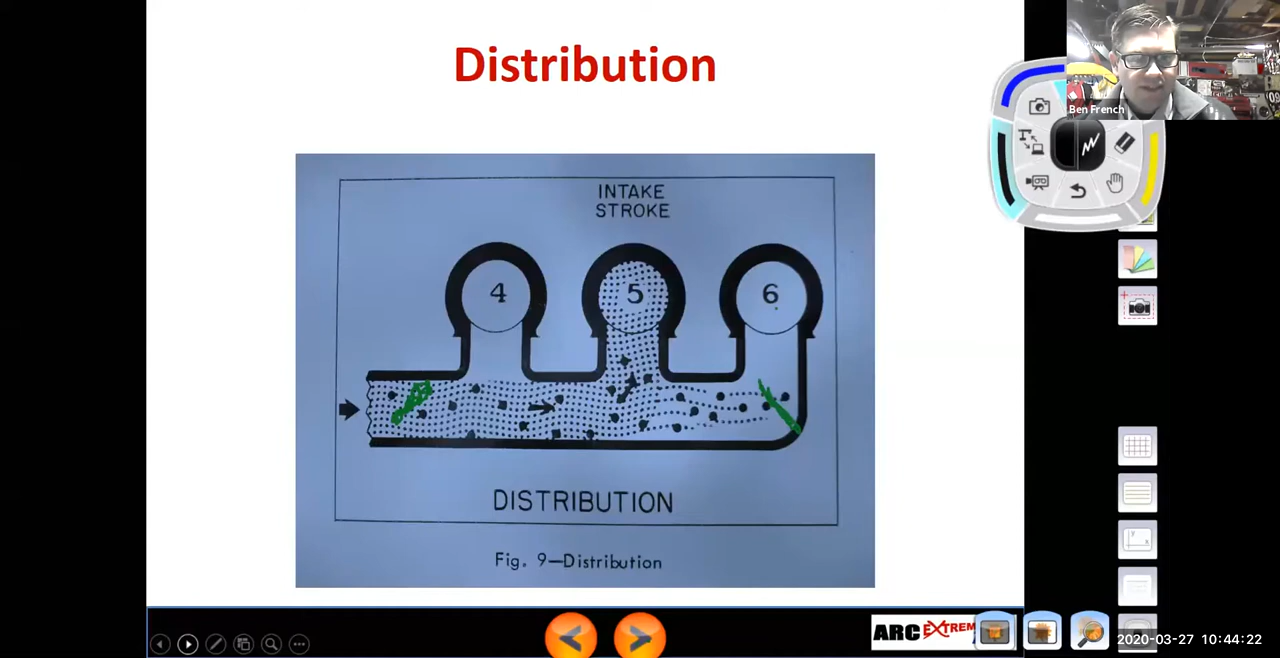 Distribution
Ben French
INTAKE
STROKE
4
5
6
DISTRIBUTION
Fig. 9—Distribution
ARC EXTREM
2020-03-27 10:44:22